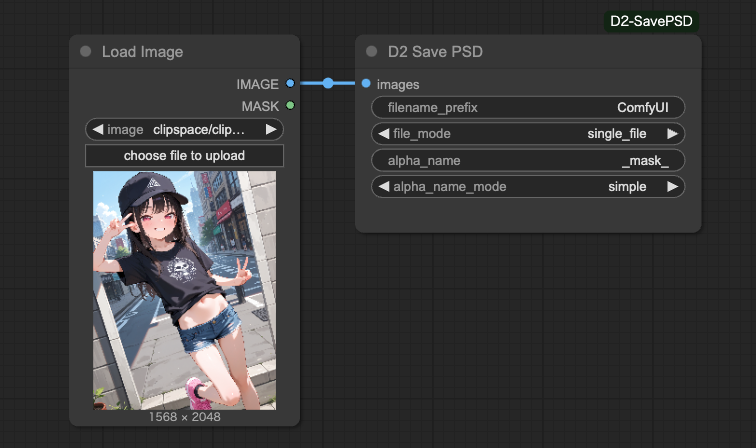 D2-SavePSD
Load Image
IMAGE
MASK
image clipspace/clip...
choose file to upload
1568 × 2048
D2 Save PSD
images
filename_prefix ComfyUI
file_mode single_file
alpha_name _mask_
alpha_name_mode simple